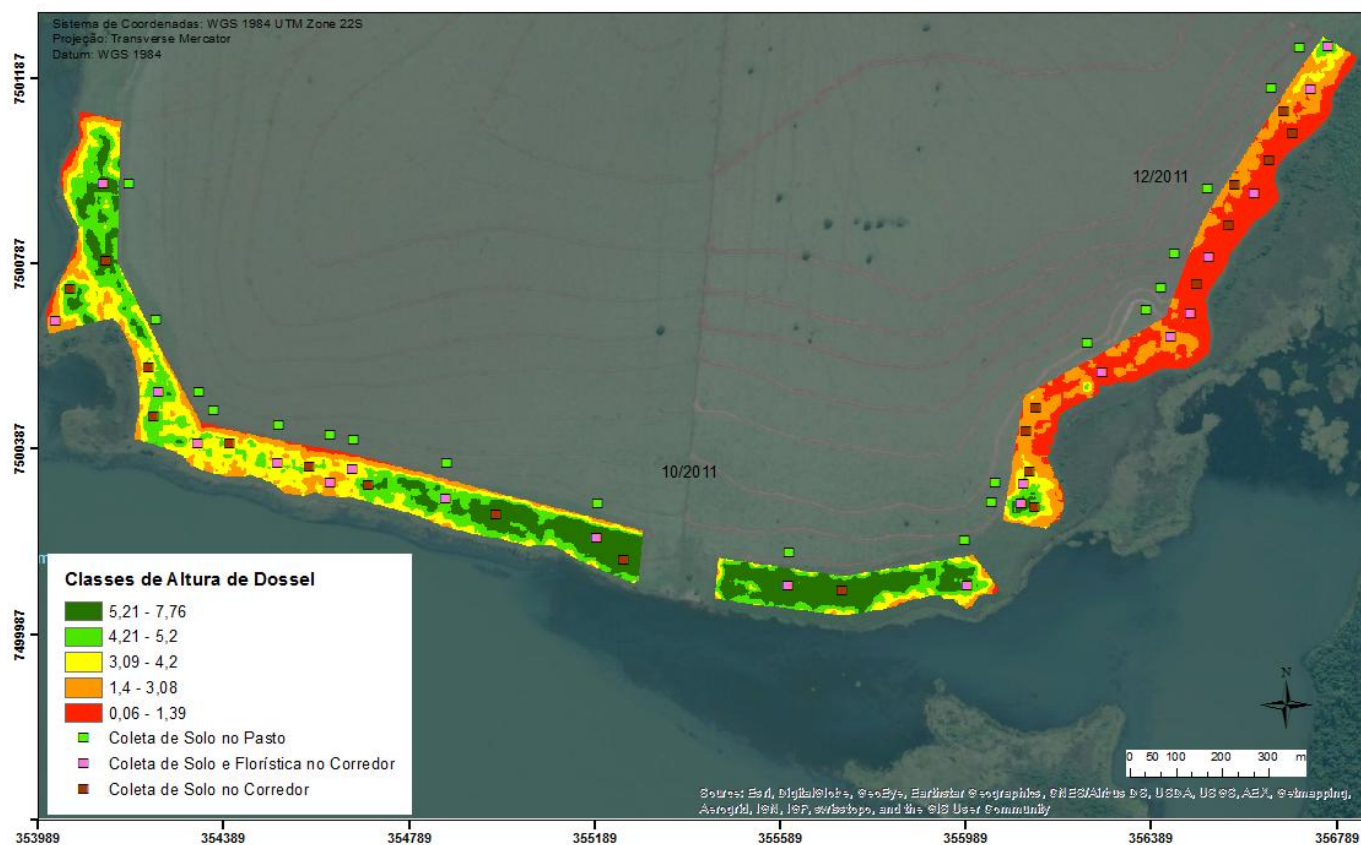 Sistema de Coordenadas: WGS 1984 UTM Zone 22S
Projeção: Transverse Mercator
Datum: WGS 1984
7501187
12/2011
7500787
7500387
10/2011
7499987
m
Classes de Altura de Dossel
5,21 - 7,76
4,21 - 5,2
3,09 - 4,2
1,4 - 3,08
0,06 - 1,39
Coleta de Solo no Pasto
Coleta de Solo e Florística no Corredor
Coleta de Solo no Corredor
N
0 50 100 200 300 m
Source: Esri, DigitalGlobe, GeoEye, Earthstar Geographics, CNES/Airbus DS, USDA, USGS, AEX, Getmapping,
Aerogrid, IGN, IGP, swisstopo, and the GIS User Community
353989 354389 354789 355189 355589 355989 356389 356789